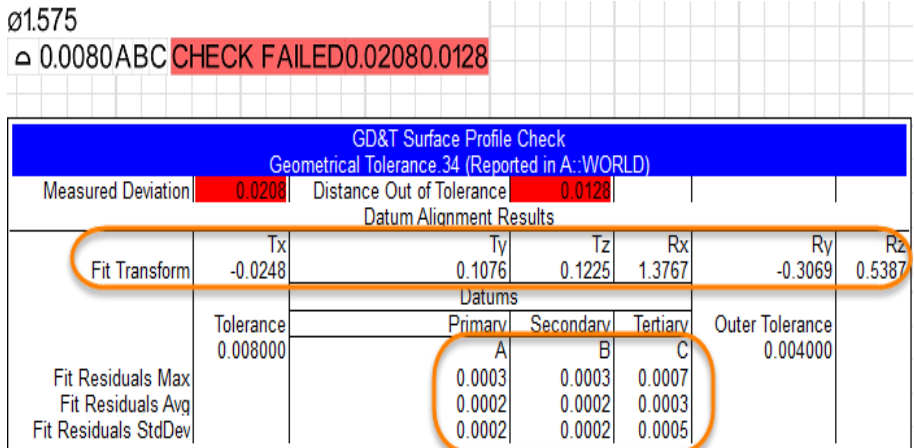 ø1.575
⌓ 0.0080ABC CHECK FAILED0.02080.0128
GD&T Surface Profile Check
Geometrical Tolerance.34 (Reported in A::WORLD)
Measured Deviation 0.0208 Distance Out of Tolerance 0.0128
Datum Alignment Results
Tx Ty Tz Rx Ry Rz
Fit Transform -0.0248 0.1076 0.1225 1.3767 -0.3069 0.5387
Datums
Tolerance Primary Secondary Tertiary Outer Tolerance
0.008000 A B C 0.004000
Fit Residuals Max 0.0003 0.0003 0.0007
Fit Residuals Avg 0.0002 0.0002 0.0003
Fit Residuals StdDev 0.0002 0.0002 0.0005